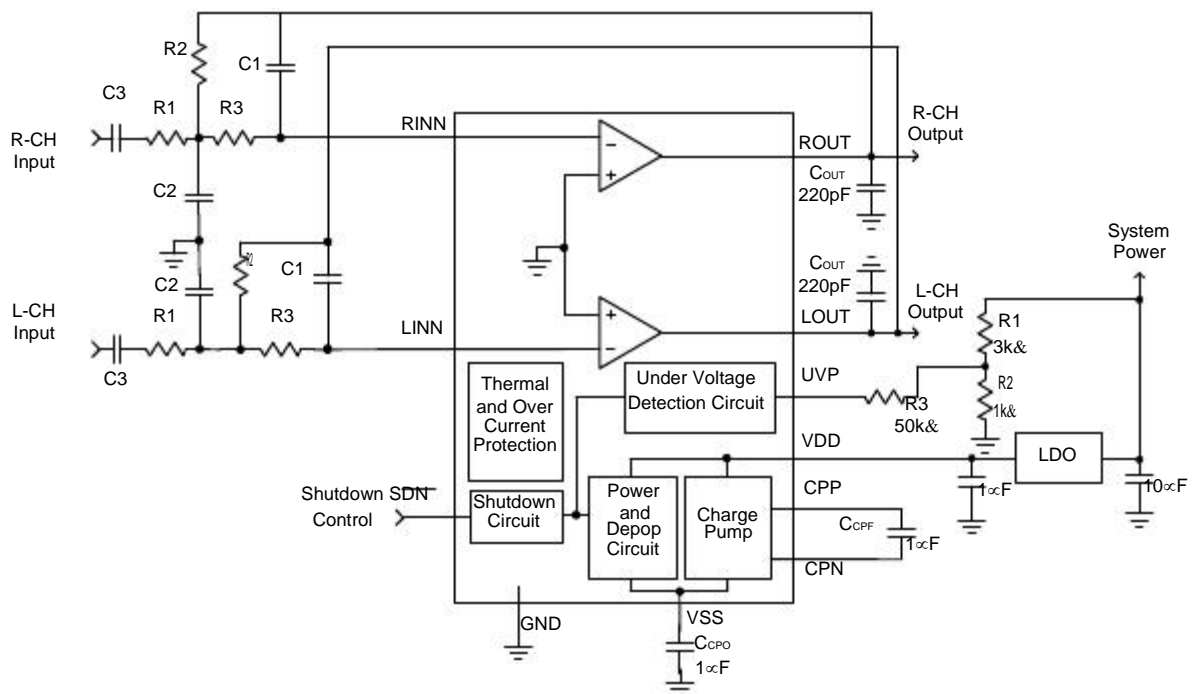 R2
C1
C3
R1
R3
R-CH
Input
RINN
ROUT
R-CH
Output
COUT
220pF
C2
System
Power
C2
C1
COUT
220pF
L-CH
Input
R1
R3
LINN
LOUT
L-CH
Output
C3
R1
3k&
Thermal
and Over
Current
Protection
Under Voltage
Detection Circuit
UVP
R3
50k&
R2
1k&
VDD
LDO
Shutdown SDN
Control
Shutdown
Circuit
Power
and
Depop
Circuit
Charge
Pump
CPP
CCPF
1∝F
CPN
1∝F
10∝F
GND
VSS
CCPO
1∝F